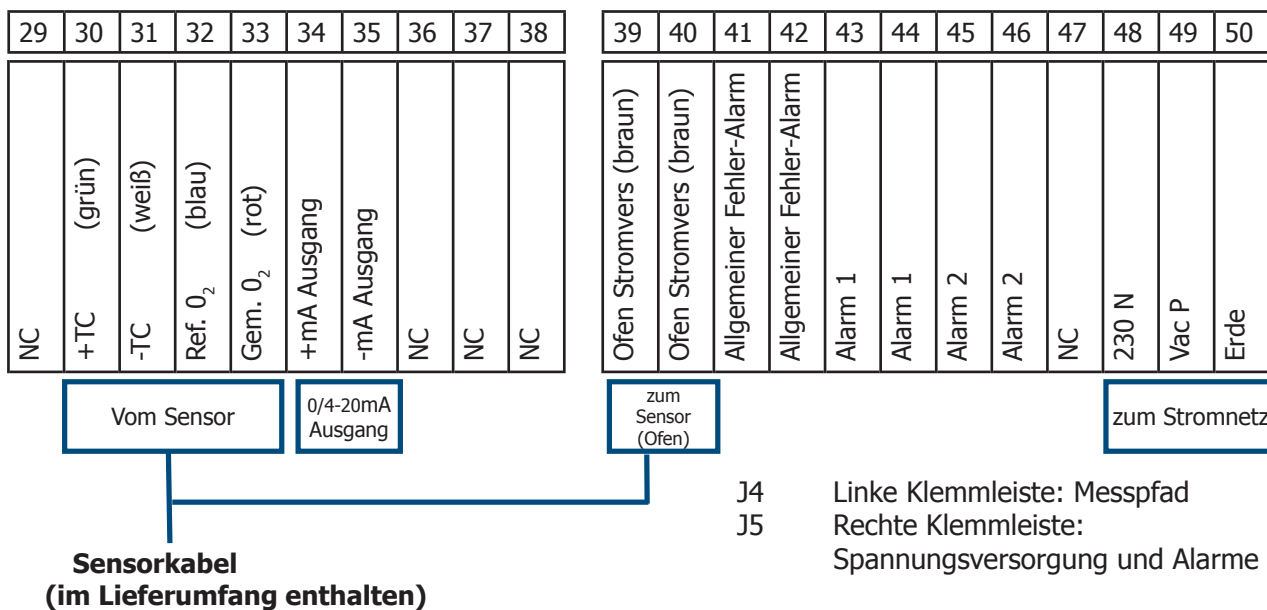 29 30 31 32 33 34 35 36 37 38
39 40 41 42 43 44 45 46 47 48 49 50
NC
+TC (grün)
-TC (weiß)
Ref. 0₂ (blau)
Gem. 0₂ (rot)
+mA Ausgang
-mA Ausgang
NC
NC
NC
Ofen Stromvers (braun)
Ofen Stromvers (braun)
Allgemeiner Fehler-Alarm
Allgemeiner Fehler-Alarm
Alarm 1
Alarm 1
Alarm 2
Alarm 2
NC
230 N
Vac P
Erde
Vom Sensor
0/4-20mA
Ausgang
zum
Sensor
(Ofen)
zum Stromnetz
J4 Linke Klemmleiste: Messpfad
J5 Rechte Klemmleiste:
Spannungsversorgung und Alarme
Sensorkabel
(im Lieferumfang enthalten)